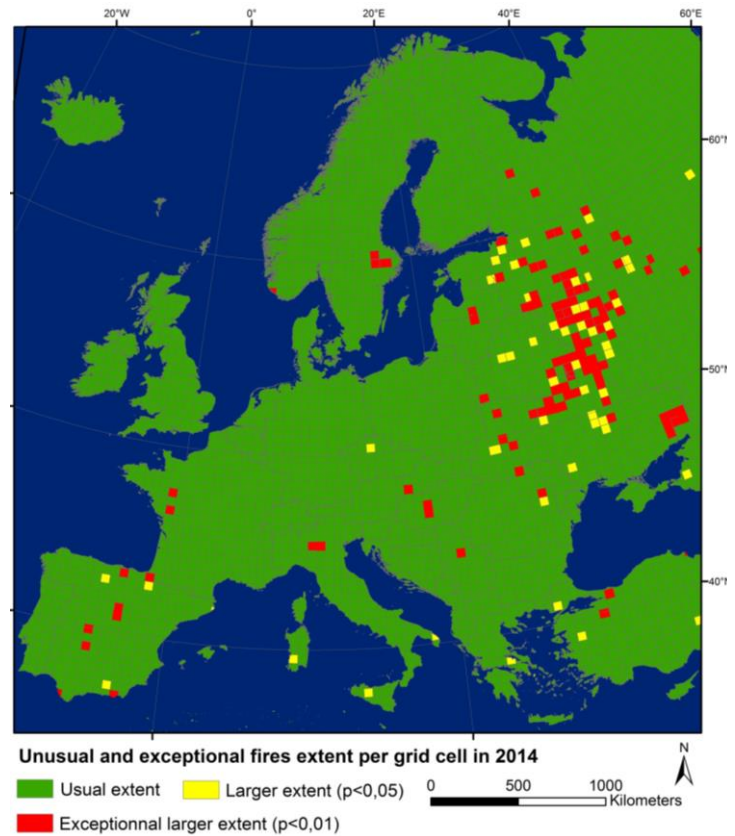 20°W 0° 20°E 40°E 60°E
60°N
50°N
40°N
Unusual and exceptional fires extent per grid cell in 2014
N
Usual extent Larger extent (p<0,05)
0 500 1000
Kilometers
Exceptionnal larger extent (p<0,01)